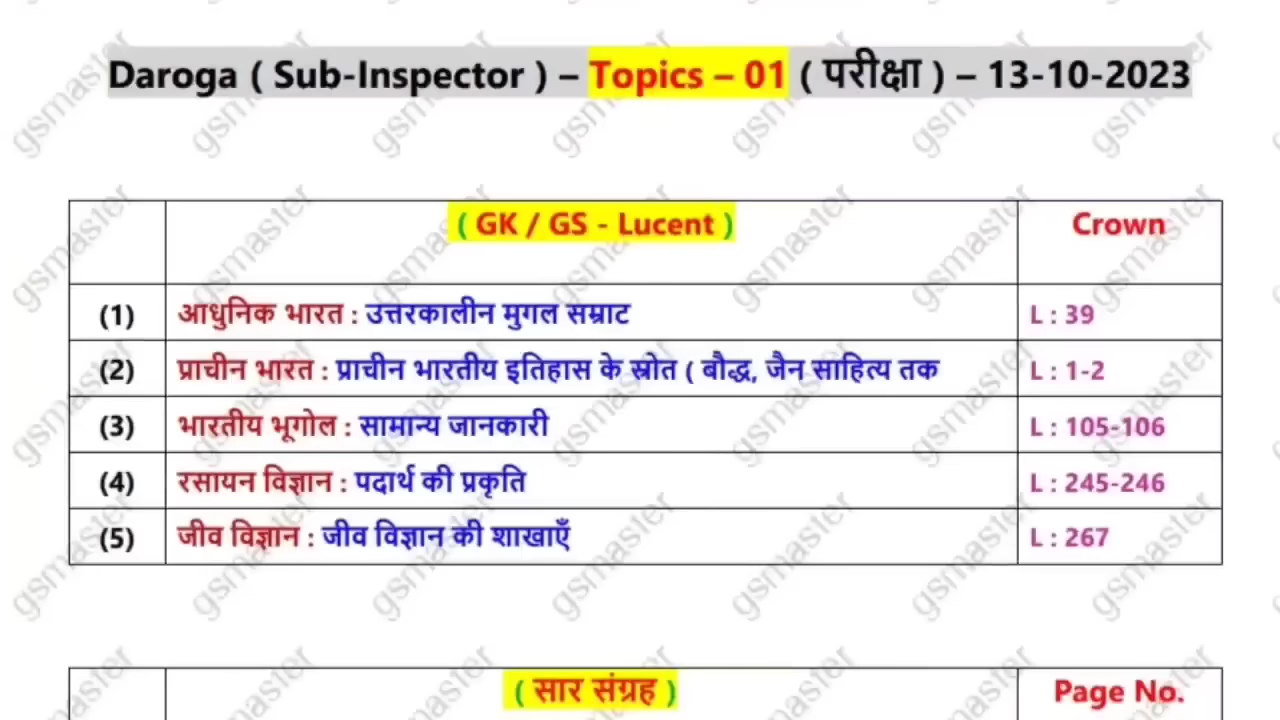 Daroga ( Sub-Inspector ) – Topics – 01 ( परीक्षा ) – 13-10-2023
( GK / GS - Lucent ) Crown
(1) आधुनिक भारत : उत्तरकालीन मुगल सम्राट L : 39
(2) प्राचीन भारत : प्राचीन भारतीय इतिहास के स्रोत ( बौद्ध, जैन साहित्य तक L : 1-2
(3) भारतीय भूगोल : सामान्य जानकारी L : 105-106
(4) रसायन विज्ञान : पदार्थ की प्रकृति L : 245-246
(5) जीव विज्ञान : जीव विज्ञान की शाखाएँ L : 267
( सार संग्रह ) Page No.
gsmaster